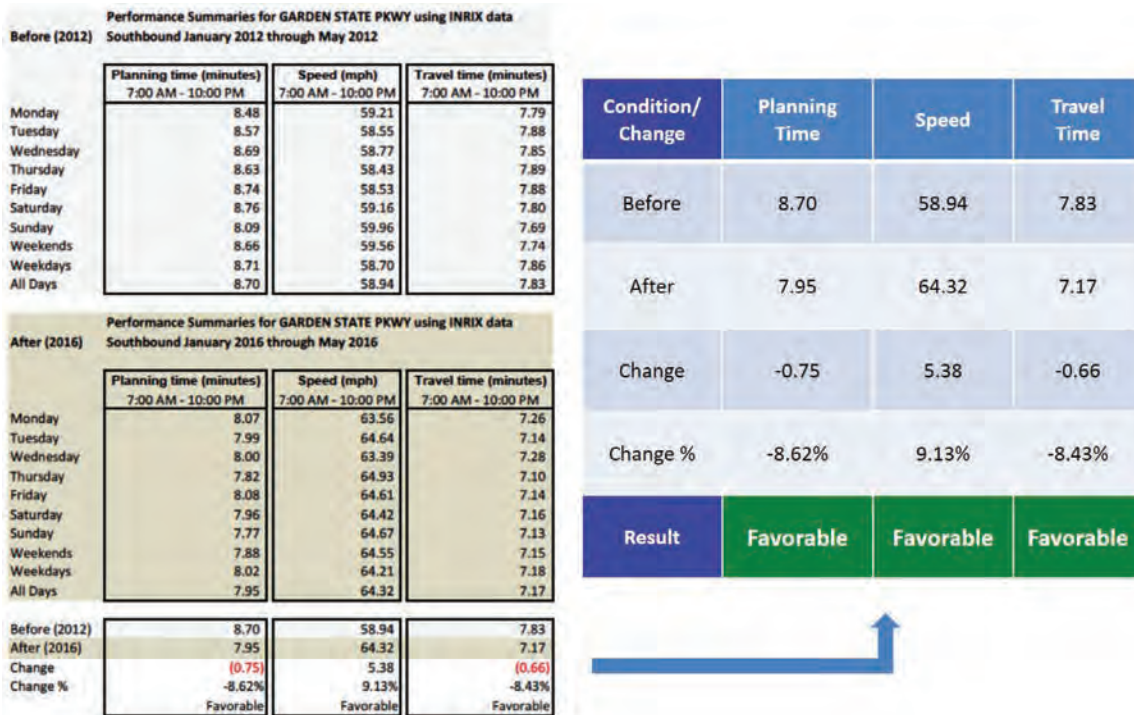 Performance Summaries for GARDEN STATE PKWY using INRIX data
Before (2012) Southbound January 2012 through May 2012
Planning time (minutes) Speed (mph) Travel time (minutes)
7:00 AM - 10:00 PM 7:00 AM - 10:00 PM 7:00 AM - 10:00 PM
Monday 8.48 59.21 7.79
Tuesday 8.57 58.55 7.88
Wednesday 8.69 58.77 7.85
Thursday 8.63 58.43 7.89
Friday 8.74 58.53 7.88
Saturday 8.76 59.16 7.80
Sunday 8.09 59.96 7.69
Weekends 8.66 59.56 7.74
Weekdays 8.71 58.70 7.86
All Days 8.70 58.94 7.83
Performance Summaries for GARDEN STATE PKWY using INRIX data
After (2016) Southbound January 2016 through May 2016
Planning time (minutes) Speed (mph) Travel time (minutes)
7:00 AM - 10:00 PM 7:00 AM - 10:00 PM 7:00 AM - 10:00 PM
Monday 8.07 63.56 7.26
Tuesday 7.99 64.64 7.14
Wednesday 8.00 63.39 7.28
Thursday 7.82 64.93 7.10
Friday 8.08 64.61 7.14
Saturday 7.96 64.42 7.16
Sunday 7.77 64.67 7.13
Weekends 7.88 64.55 7.15
Weekdays 8.02 64.21 7.18
All Days 7.95 64.32 7.17
Before (2012) 8.70 58.94 7.83
After (2016) 7.95 64.32 7.17
Change (0.75) 5.38 (0.66)
Change % -8.62% 9.13% -8.43%
Favorable Favorable Favorable
Condition/ Planning Speed Travel
Change Time Time
Before 8.70 58.94 7.83
After 7.95 64.32 7.17
Change -0.75 5.38 -0.66
Change % -8.62% 9.13% -8.43%
Result Favorable Favorable Favorable